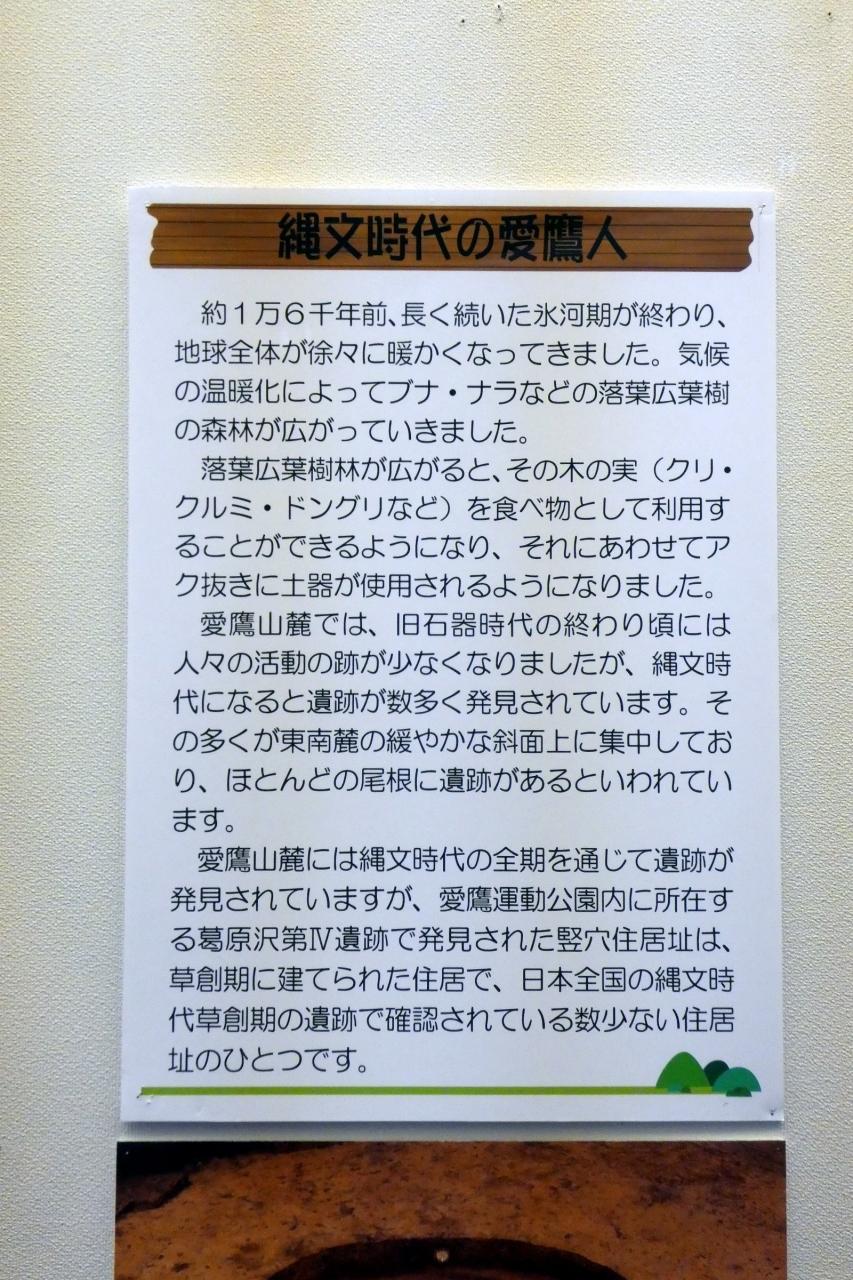 縄文時代の愛鷹人
約１万６千年前、長く続いた氷河期が終わり、
地球全体が徐々に暖かくなってきました。気候
の温暖化によってブナ・ナラなどの落葉広葉樹
の森林が広がっていきました。
落葉広葉樹林が広がると、その木の実（クリ・
クルミ・ドングリなど）を食べ物として利用す
ることができるようになり、それにあわせてア
ク抜きに土器が使用されるようになりました。
愛鷹山麓では、旧石器時代の終わり頃には
人々の活動の跡が少なくなりましたが、縄文時
代になると遺跡が数多く発見されています。そ
の多くが東南麓の緩やかな斜面上に集中してお
り、ほとんどの尾根に遺跡があるといわれてい
ます。
愛鷹山麓には縄文時代の全期を通じて遺跡が
発見されていますが、愛鷹運動公園内に所在す
る葛原沢第Ⅳ遺跡で発見された竪穴住居址は、
草創期に建てられた住居で、日本全国の縄文時
代草創期の遺跡で確認されている数少ない住居
址のひとつです。